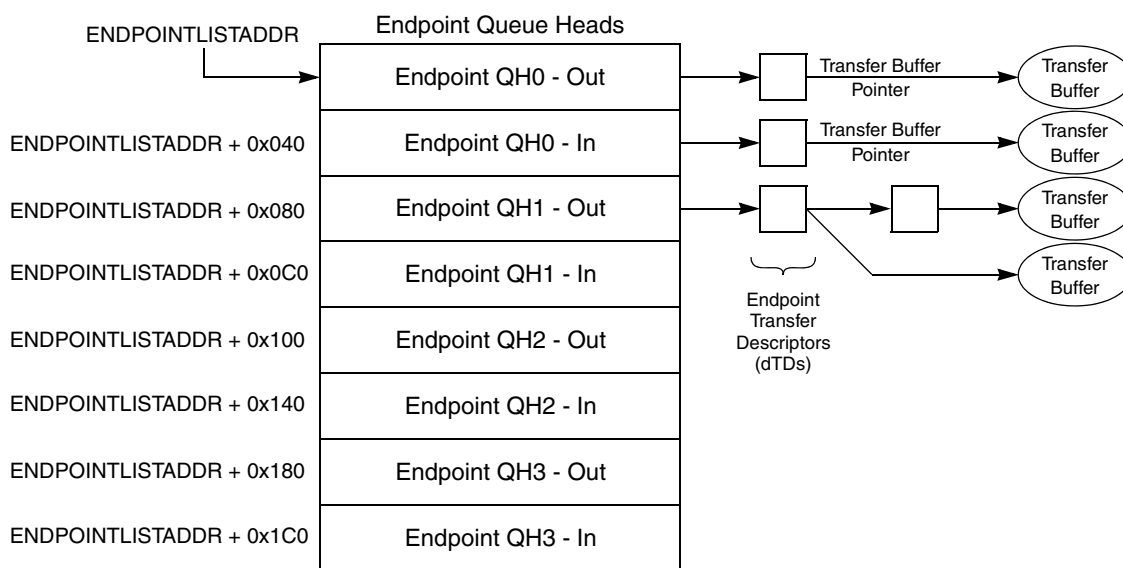 Endpoint Queue Heads
ENDPOINTLISTADDR
Endpoint QH0 - Out
Transfer Buffer
Pointer
Transfer
Buffer
ENDPOINTLISTADDR + 0x040
Endpoint QH0 - In
Transfer Buffer
Pointer
Transfer
Buffer
ENDPOINTLISTADDR + 0x080
Endpoint QH1 - Out
Transfer
Buffer
ENDPOINTLISTADDR + 0x0C0
Endpoint QH1 - In
Transfer
Buffer
Endpoint
Transfer
Descriptors
(dTDs)
ENDPOINTLISTADDR + 0x100
Endpoint QH2 - Out
ENDPOINTLISTADDR + 0x140
Endpoint QH2 - In
ENDPOINTLISTADDR + 0x180
Endpoint QH3 - Out
ENDPOINTLISTADDR + 0x1C0
Endpoint QH3 - In